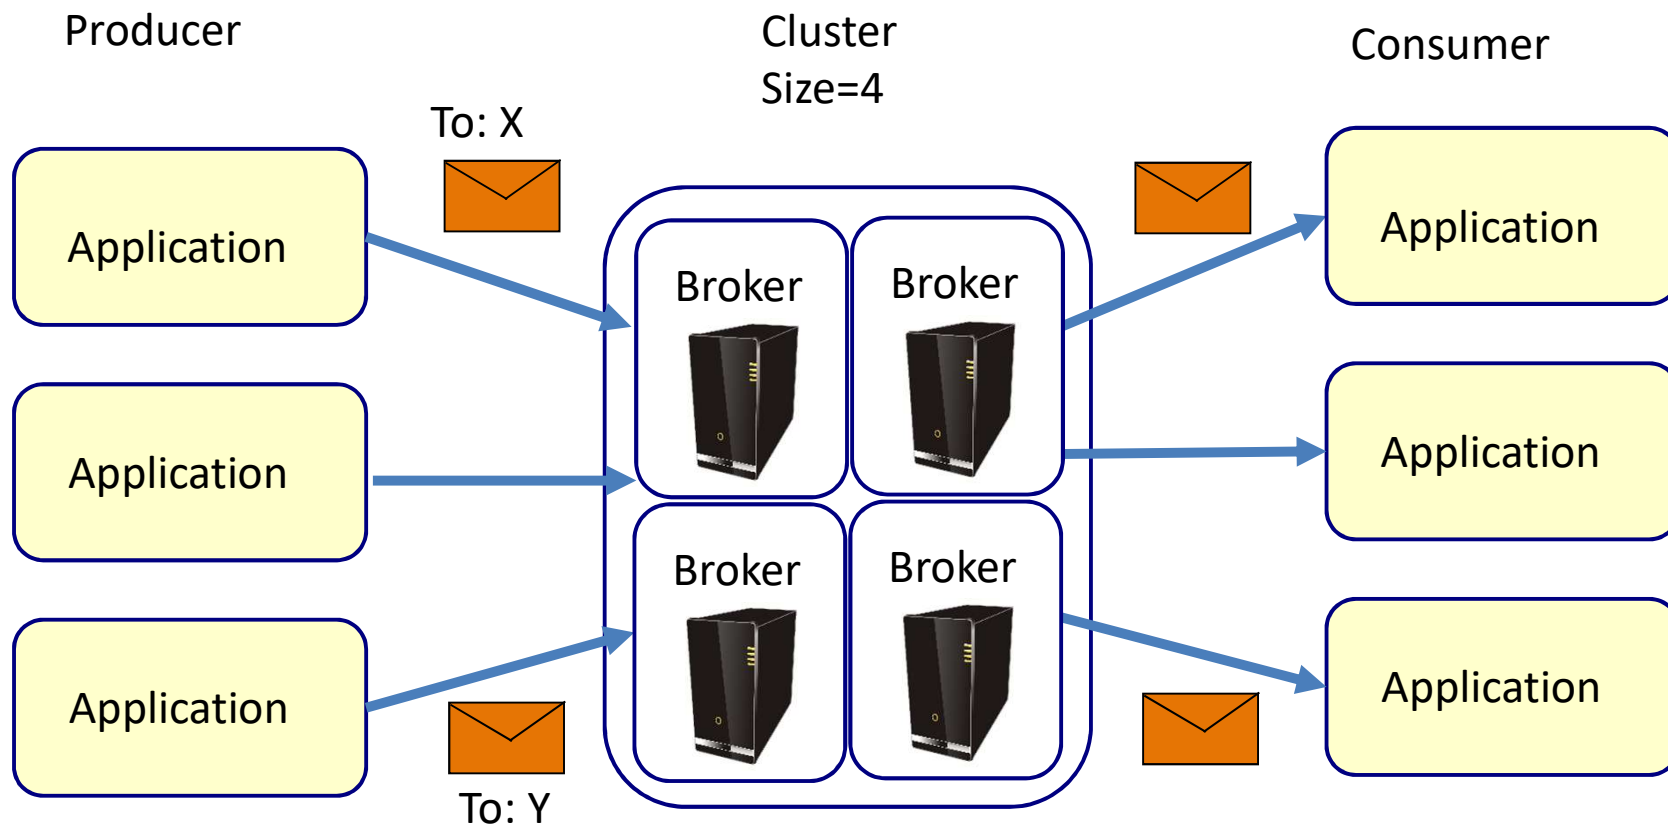 Producer
Cluster
Size=4
Consumer
To: X
Application
Broker
Broker
Application
Application
Application
Broker
Broker
Application
Application
To: Y